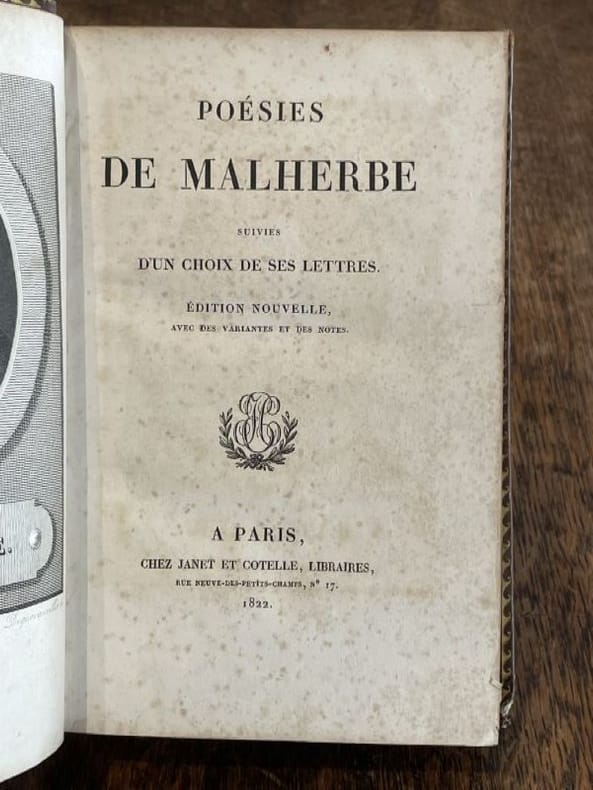 POÉSIES
DE MALHERBE
SUIVIES
D'UN CHOIX DE SES LETTRES.
ÉDITION NOUVELLE,
AVEC DES VARIANTES ET DES NOTES.
A PARIS,
CHEZ JANET ET COTELLE, LIBRAIRES,
RUE NEUVE-DES-PETITS-CHAMPS, N° 17.
1822.
E.